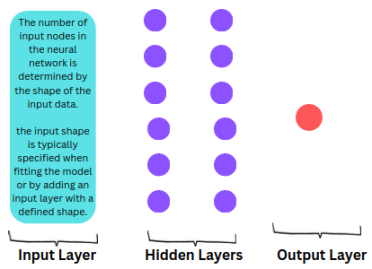 The number of
input nodes in
the neural
network is
determined by
the shape of the
input data.
the input shape
is typically
specified when
fitting the model
or by adding an
input layer with a
defined shape.
Input Layer
Hidden Layers
Output Layer